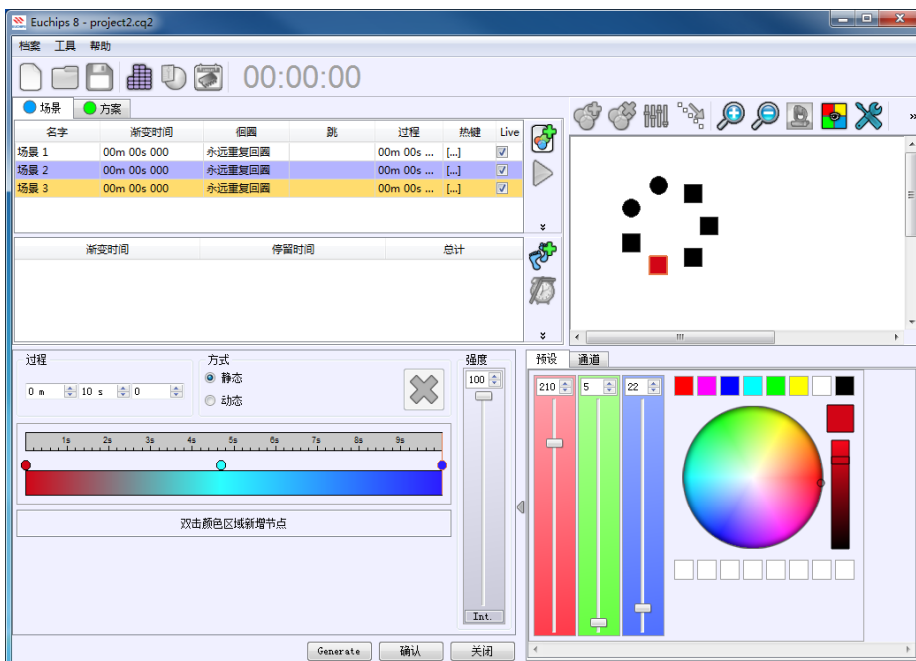 EUCHIPS Euchips 8 - project2.cq2
档案 工具 帮助
00:00:00
场景 方案
名字 渐变时间 徊圆 跳 过程 热键 Live
场景 1 00m 00s 000 永远重复回圆 00m 00s ... [...]
场景 2 00m 00s 000 永远重复回圆 00m 00s ... [...]
场景 3 00m 00s 000 永远重复回圆 00m 00s ... [...]
渐变时间 停留时间 总计
过程 方式 强度
静态 100
0 m 10 s 0
动态
1s 2s 3s 4s 5s 6s 7s 8s 9s
双击颜色区域新增节点
Int.
Generate 确认 关闭
预设 通道
210 5 22